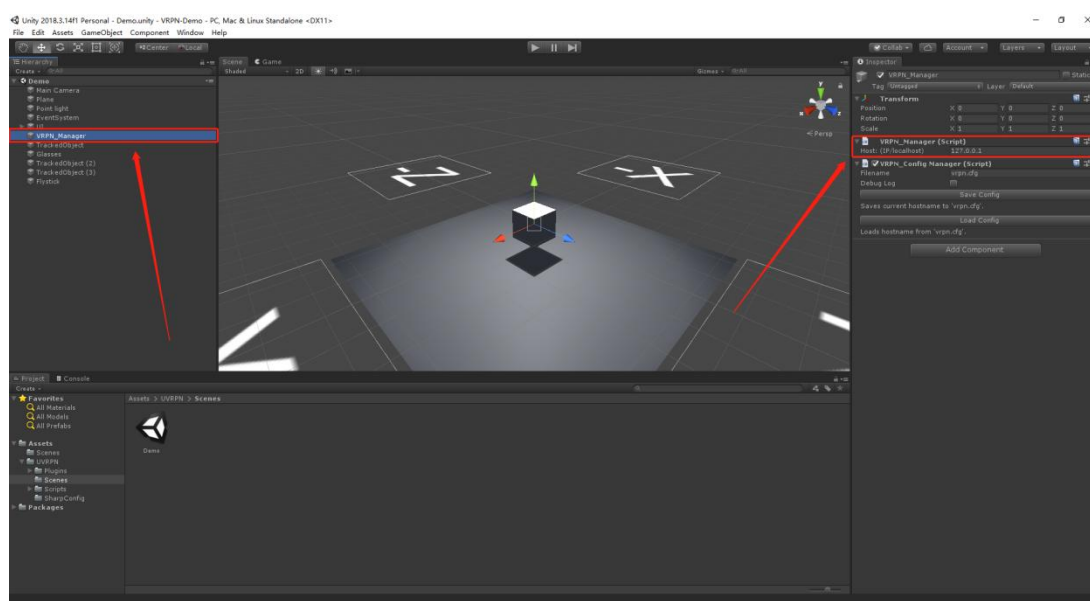 Unity 2018.3.14f1 Personal - Demo.unity - VRPN-Demo - PC, Mac & Linux Standalone <DX11>
File Edit Assets GameObject Component Window Help
Center Local
Collab Account Layers Layout
Hierarchy
Create
Demo
Main Camera
Plane
Point light
EventSystem
VRPN_Manager
TrackedObject
Glasses
TrackedObject (2)
TrackedObject (3)
Flystick
Scene Game
Shaded 2D Gizmos
y
z
Persp
-Z
-X
Inspector
VRPN_Manager Static
Tag Untagged Layer Default
Transform
Position X 0 Y 0 Z 0
Rotation X 0 Y 0 Z 0
Scale X 1 Y 1 Z 1
VRPN_Manager (Script)
Host: (IP/localhost) 127.0.0.1
VRPN_Config Manager (Script)
Filename vrpn.cfg
Debug Log
Save Config
Saves current hostname to 'vrpn.cfg'.
Load Config
Loads hostname from 'vrpn.cfg'.
Add Component
Project Console
Create
Favorites
All Materials
All Models
All Prefabs
Assets
Scenes
UVRPN
Plugins
Scenes
Scripts
SharpConfig
Packages
Assets > UVRPN > Scenes
Demo